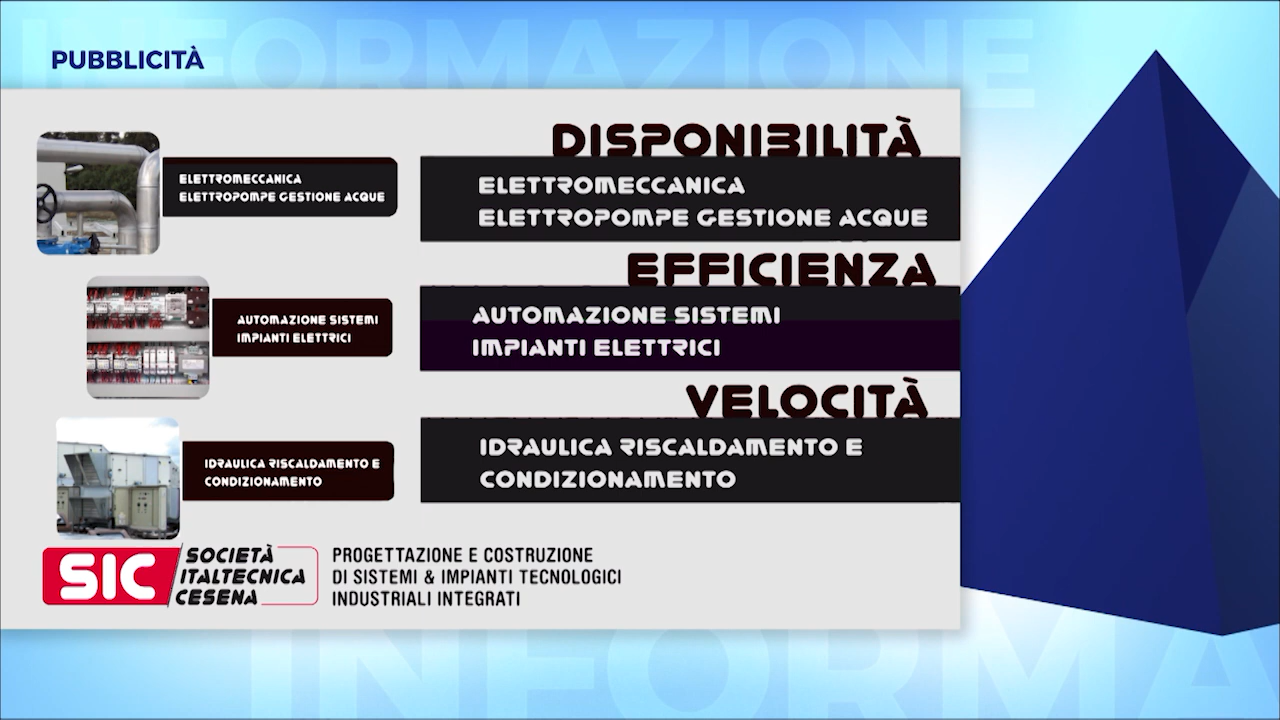 INFORMAZIONE
PUBBLICITÀ
DISPONIBILITÀ
ELETTROMECCANICA
ELETTROPOMPE GESTIONE ACQUE
ELETTROMECCANICA
ELETTROPOMPE GESTIONE ACQUE
EFFICIENZA
AUTOMAZIONE SISTEMI
IMPIANTI ELETTRICI
AUTOMAZIONE SISTEMI
IMPIANTI ELETTRICI
VELOCITÀ
IDRAULICA RISCALDAMENTO E
CONDIZIONAMENTO
IDRAULICA RISCALDAMENTO E
CONDIZIONAMENTO
SIC
SOCIETÀ
ITALTECNICA
CESENA
PROGETTAZIONE E COSTRUZIONE
DI SISTEMI & IMPIANTI TECNOLOGICI
INDUSTRIALI INTEGRATI
INFORMA